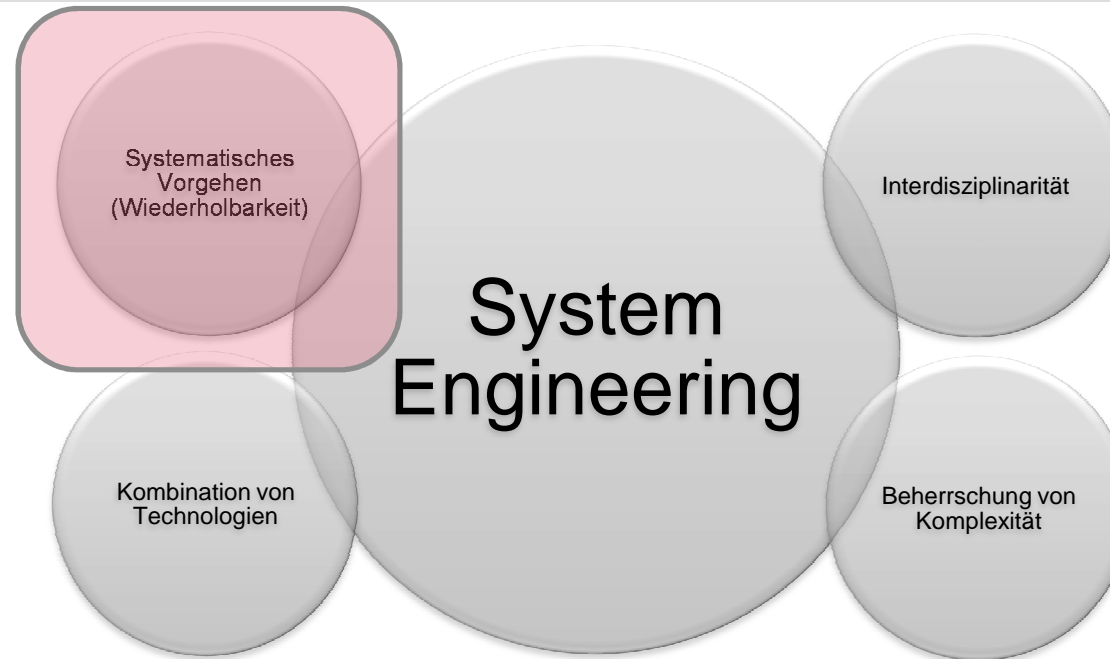 Systematisches
Vorgehen
(Wiederholbarkeit)
Interdisziplinarität
System
Engineering
Kombination von
Technologien
Beherrschung von
Komplexität